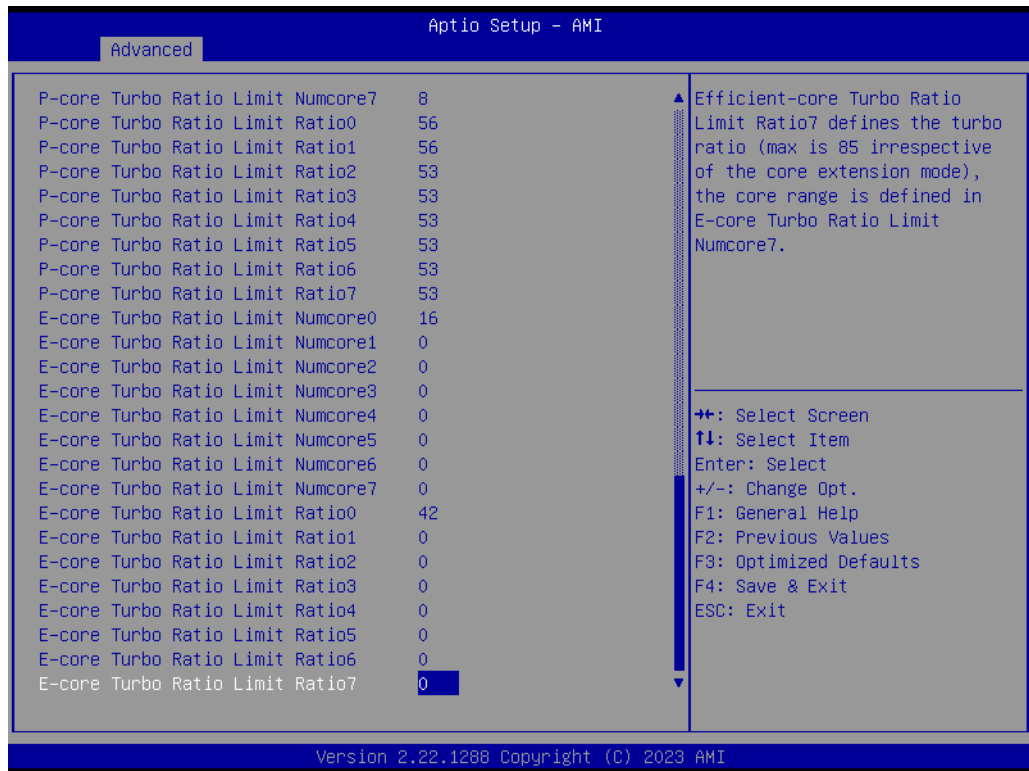 Aptio Setup - AMI
Advanced
P-core Turbo Ratio Limit Numcore7 8
P-core Turbo Ratio Limit Ratio0 56
P-core Turbo Ratio Limit Ratio1 56
P-core Turbo Ratio Limit Ratio2 53
P-core Turbo Ratio Limit Ratio3 53
P-core Turbo Ratio Limit Ratio4 53
P-core Turbo Ratio Limit Ratio5 53
P-core Turbo Ratio Limit Ratio6 53
P-core Turbo Ratio Limit Ratio7 53
E-core Turbo Ratio Limit Numcore0 16
E-core Turbo Ratio Limit Numcore1 0
E-core Turbo Ratio Limit Numcore2 0
E-core Turbo Ratio Limit Numcore3 0
E-core Turbo Ratio Limit Numcore4 0
E-core Turbo Ratio Limit Numcore5 0
E-core Turbo Ratio Limit Numcore6 0
E-core Turbo Ratio Limit Numcore7 0
E-core Turbo Ratio Limit Ratio0 42
E-core Turbo Ratio Limit Ratio1 0
E-core Turbo Ratio Limit Ratio2 0
E-core Turbo Ratio Limit Ratio3 0
E-core Turbo Ratio Limit Ratio4 0
E-core Turbo Ratio Limit Ratio5 0
E-core Turbo Ratio Limit Ratio6 0
E-core Turbo Ratio Limit Ratio7 0
Efficient-core Turbo Ratio
Limit Ratio7 defines the turbo
ratio (max is 85 irrespective
of the core extension mode),
the core range is defined in
E-core Turbo Ratio Limit
Numcore7.
→←: Select Screen
↑↓: Select Item
Enter: Select
+/-: Change Opt.
F1: General Help
F2: Previous Values
F3: Optimized Defaults
F4: Save & Exit
ESC: Exit
Version 2.22.1288 Copyright (C) 2023 AMI